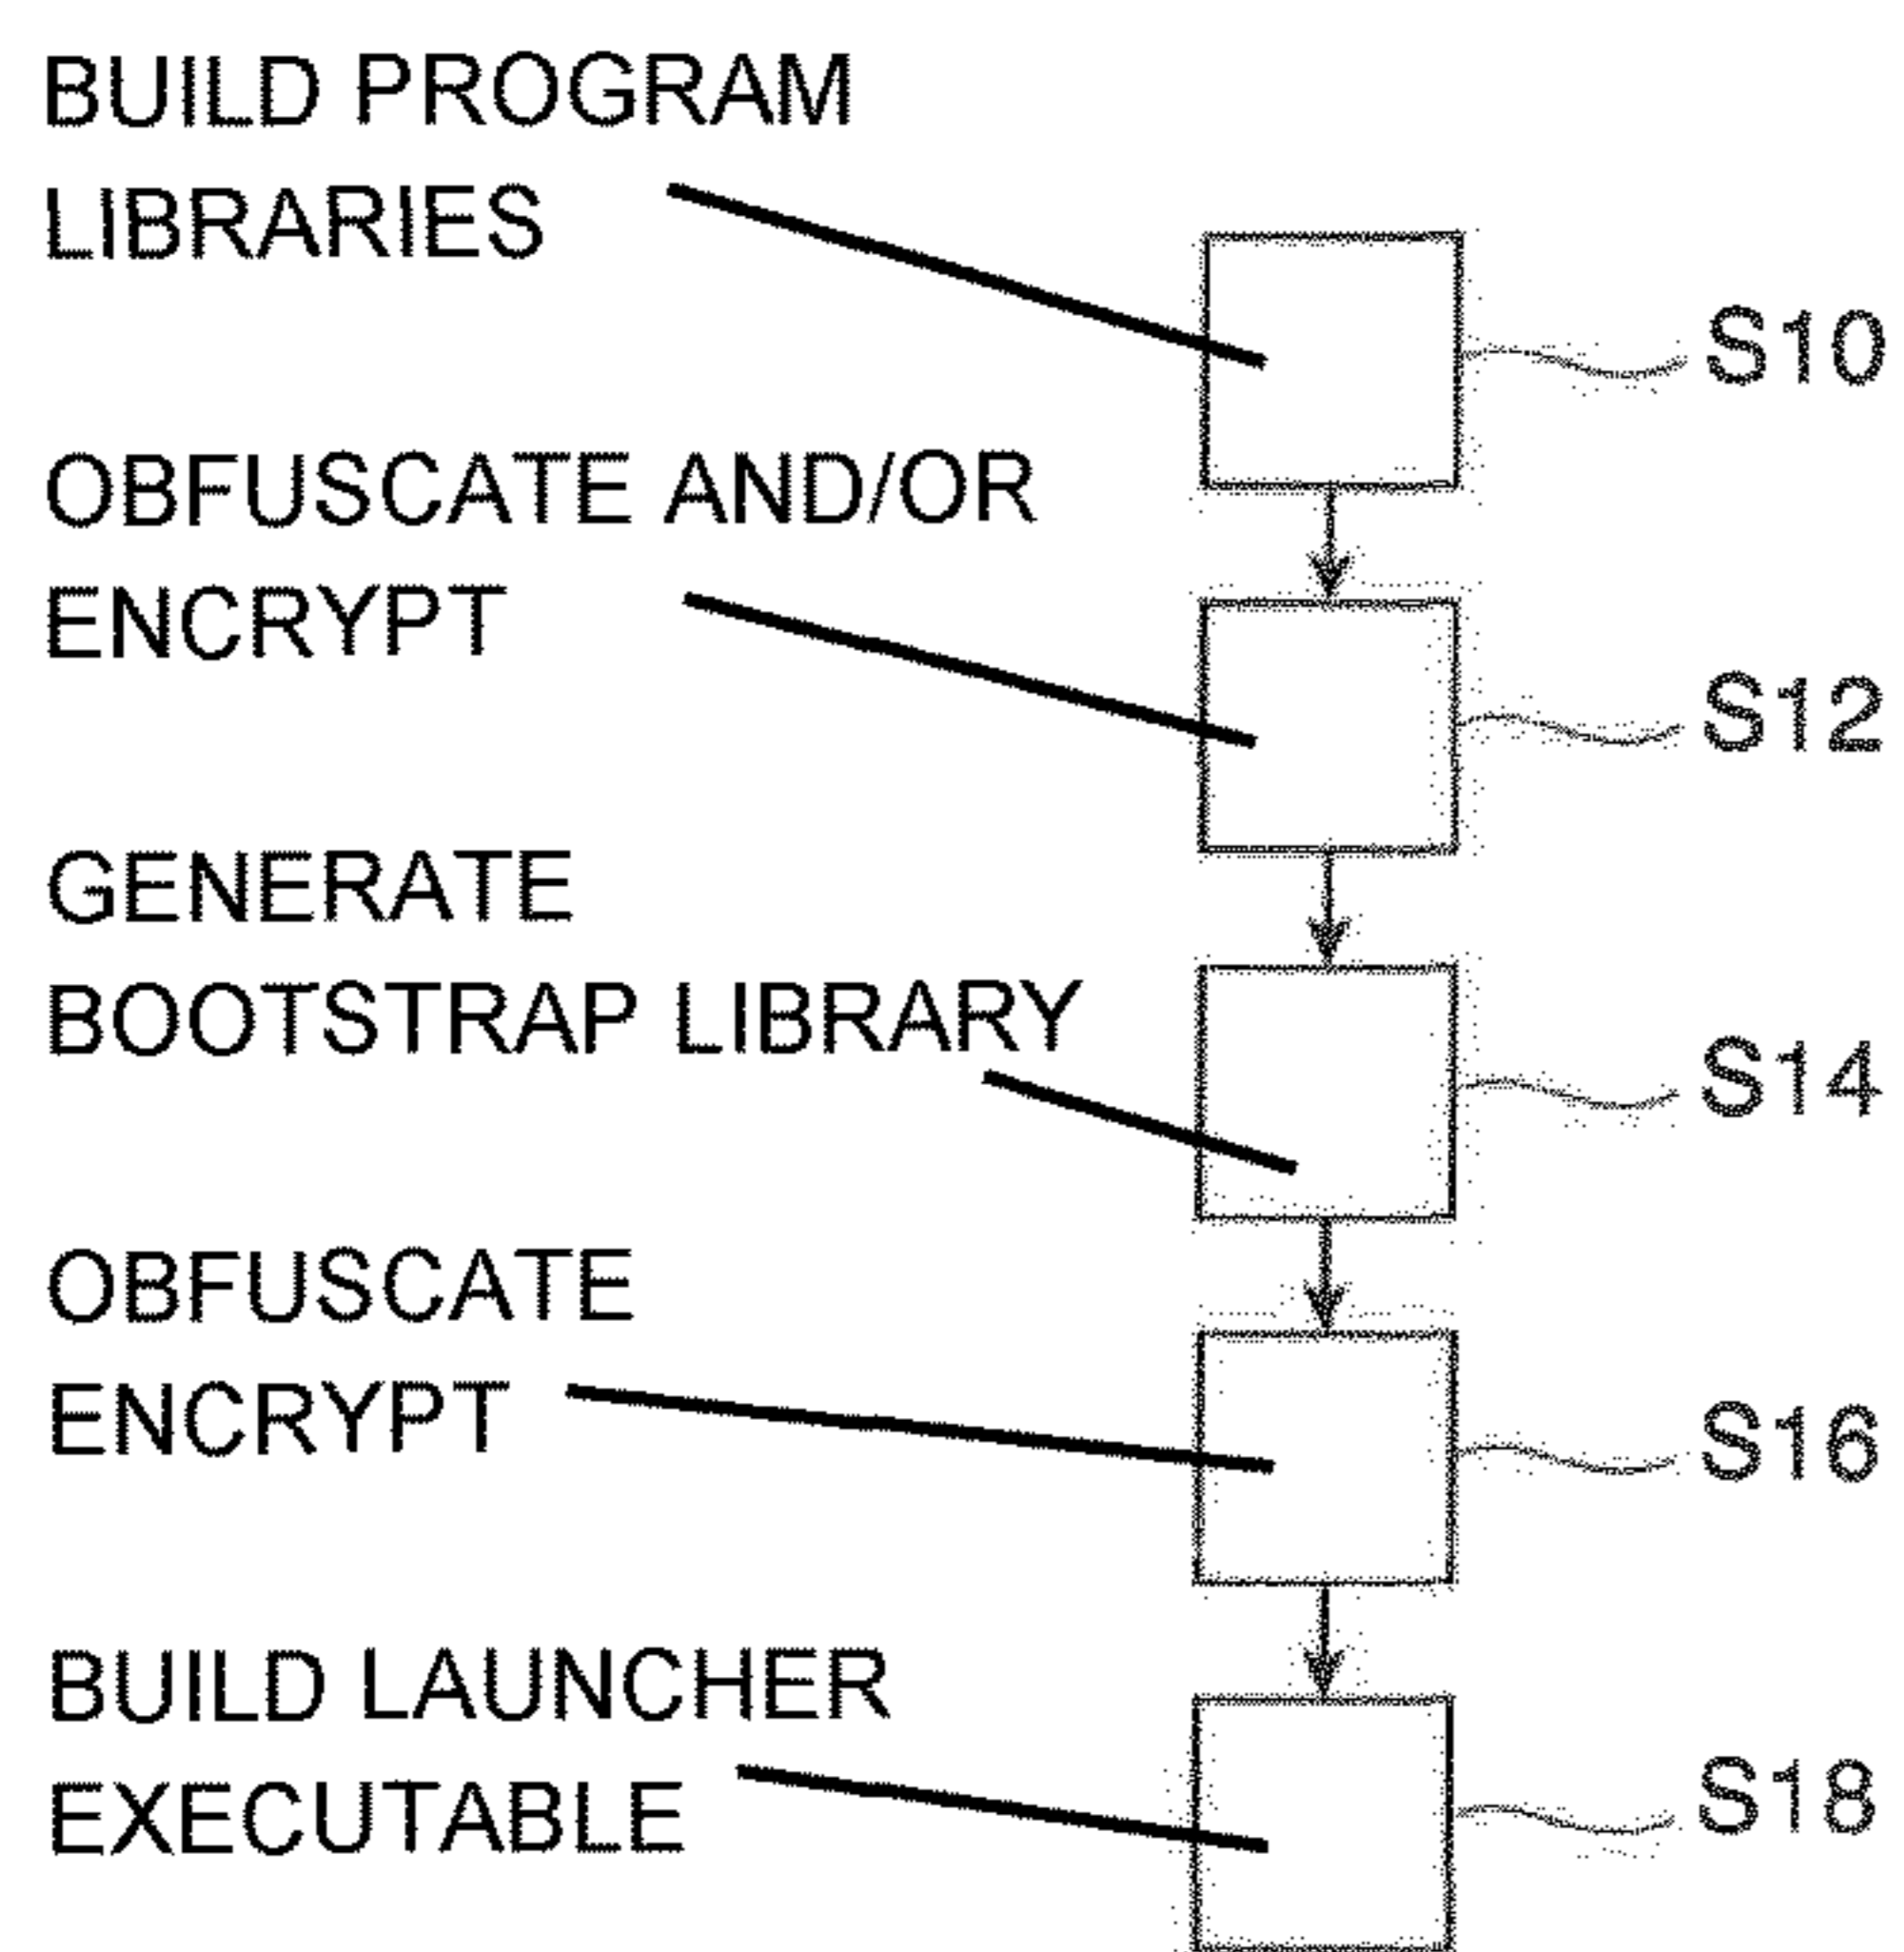 BUILD PROGRAM
LIBRARIES
S10
OBFUSCATE AND/OR
ENCRYPT
S12
GENERATE
BOOTSTRAP LIBRARY
S14
OBFUSCATE
ENCRYPT
S16
BUILD LAUNCHER
EXECUTABLE
S18